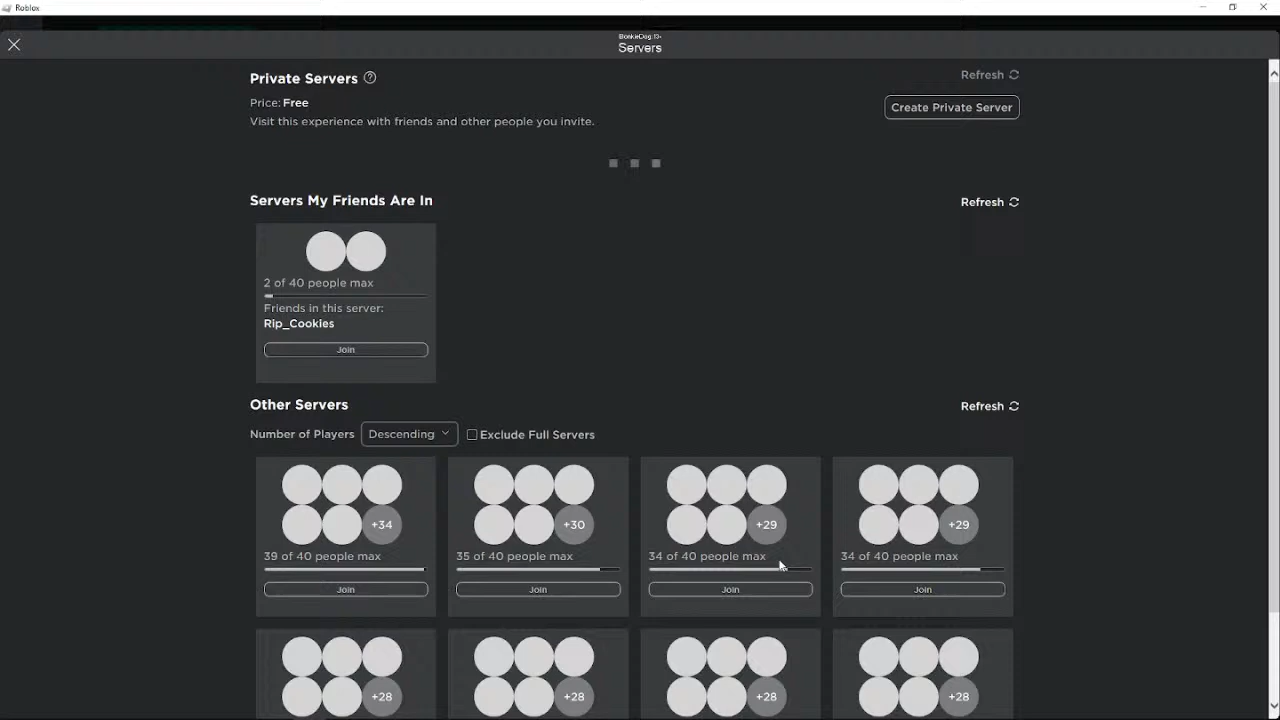 Roblox
BonkeDog:13+
Servers
Private Servers
Refresh
Price: Free
Create Private Server
Visit this experience with friends and other people you invite.
Servers My Friends Are In
Refresh
2 of 40 people max
Friends in this server:
Rip_Cookies
Join
Other Servers
Refresh
Number of Players Descending Exclude Full Servers
+34 +30 +29 +29
39 of 40 people max 35 of 40 people max 34 of 40 people max 34 of 40 people max
Join Join Join Join
+28 +28 +28 +28